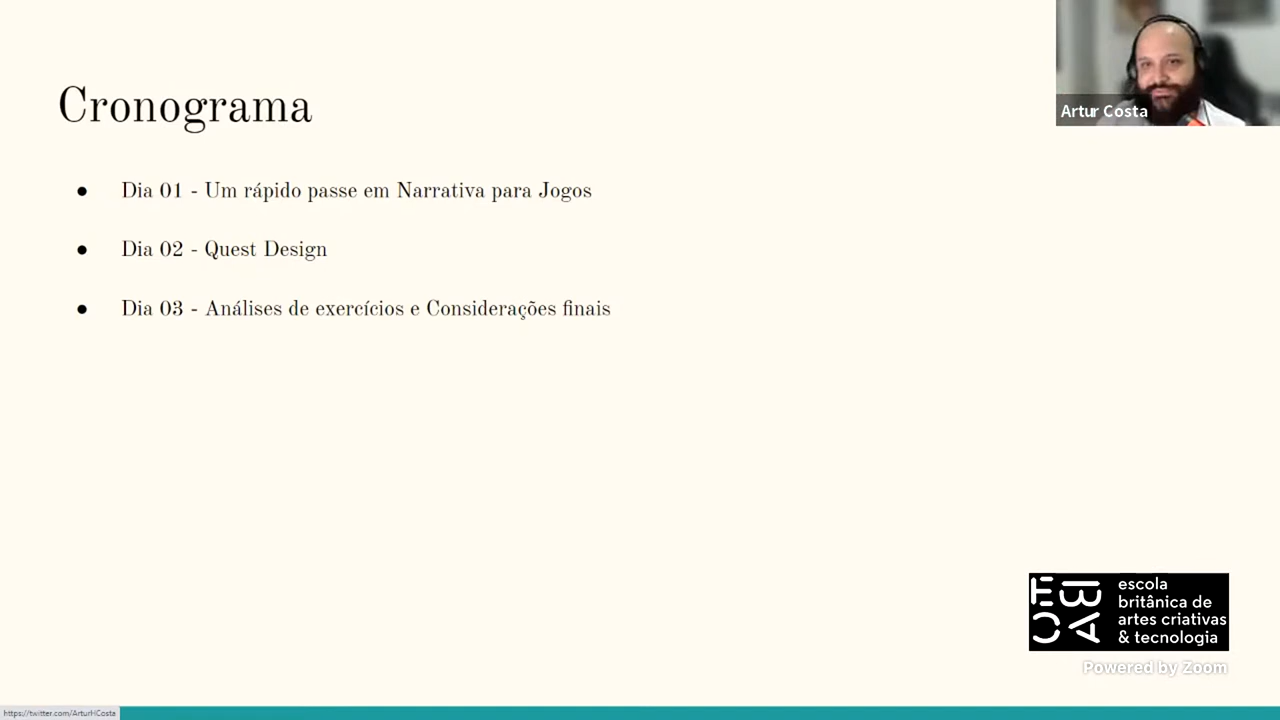 Cronograma
Artur Costa
● Dia 01 - Um rápido passe em Narrativa para Jogos
● Dia 02 - Quest Design
● Dia 03 - Análises de exercícios e Considerações finais
EBAC
escola
britânica de
artes criativas
& tecnologia
Powered by Zoom
https://twitter.com/ArturHCosta